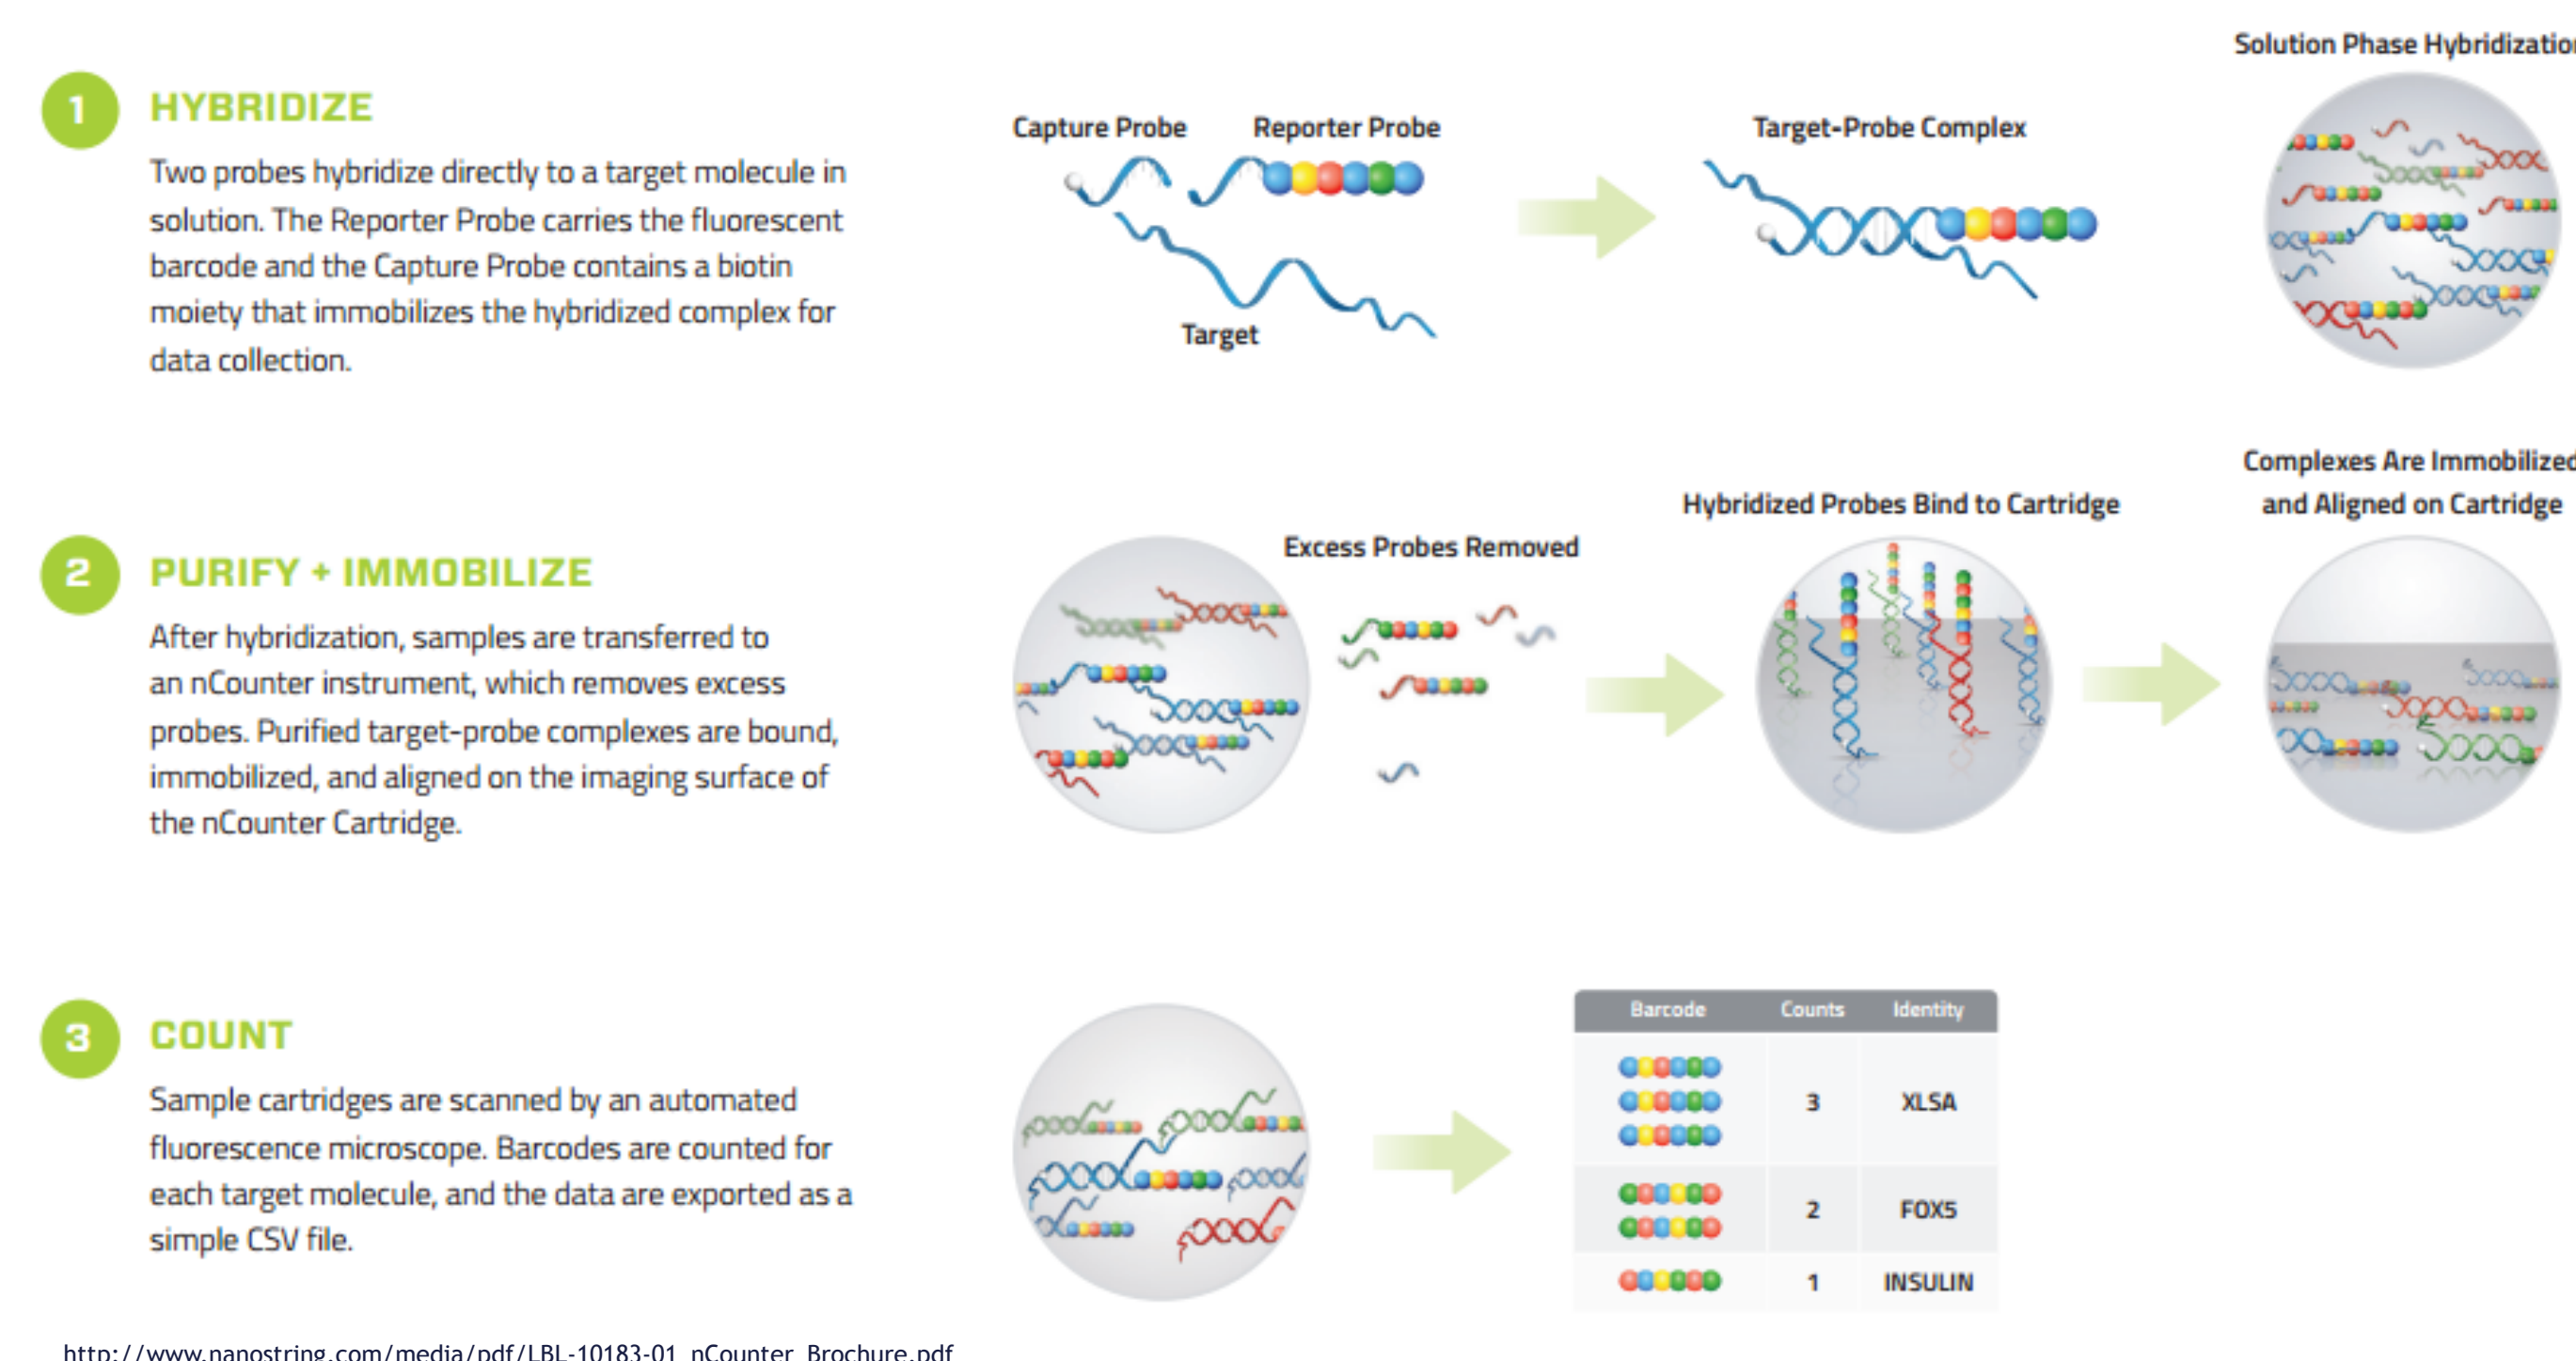 1
HYBRIDIZE
Two probes hybridize directly to a target molecule in
solution. The Reporter Probe carries the fluorescent
barcode and the Capture Probe contains a biotin
moiety that immobilizes the hybridized complex for
data collection.
Capture Probe
Reporter Probe
Target
Target-Probe Complex
Solution Phase Hybridization
2
PURIFY + IMMOBILIZE
After hybridization, samples are transferred to
an nCounter instrument, which removes excess
probes. Purified target-probe complexes are bound,
immobilized, and aligned on the imaging surface of
the nCounter Cartridge.
Excess Probes Removed
Hybridized Probes Bind to Cartridge
Complexes Are Immobilized
and Aligned on Cartridge
3
COUNT
Sample cartridges are scanned by an automated
fluorescence microscope. Barcodes are counted for
each target molecule, and the data are exported as a
simple CSV file.
Barcode Counts Identity
3 XLSA
2 FOX5
1 INSULIN
http://www.nanostring.com/media/pdf/LBL-10183-01_nCounter_Brochure.pdf